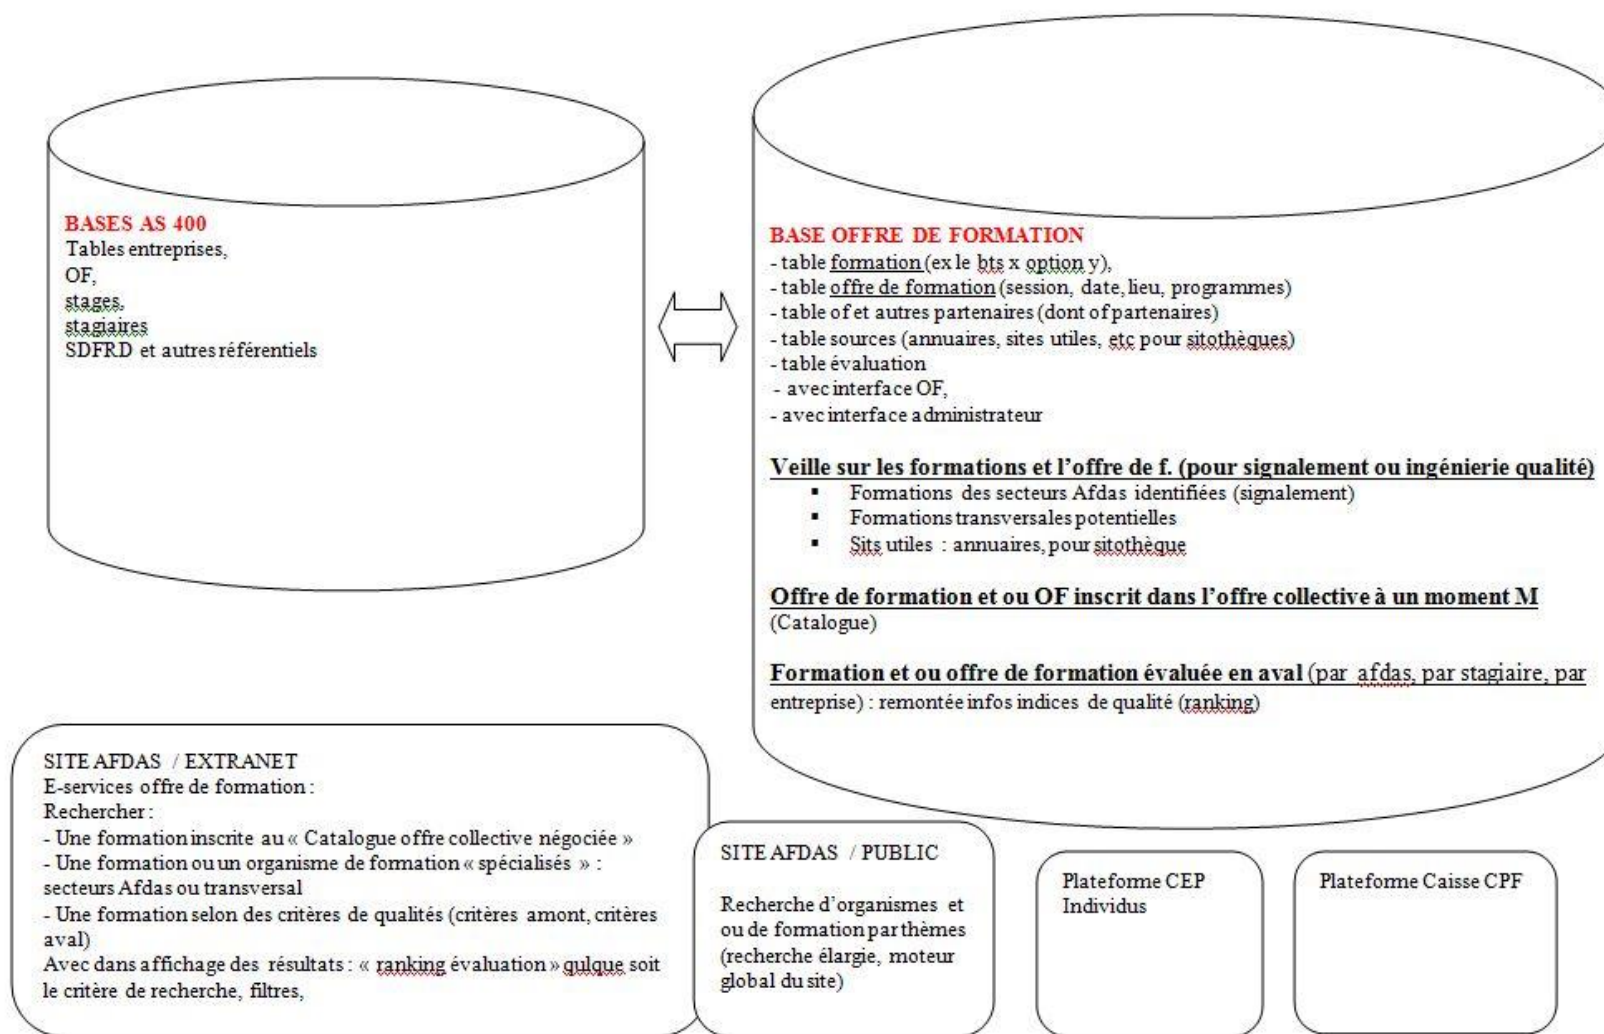 BASES AS 400
Tables entreprises,
OF,
stages,
stagiaires
SDFRD et autres référentiels
BASE OFFRE DE FORMATION
- table formation (ex le bts x option y),
- table offre de formation (session, date, lieu, programmes)
- table of et autres partenaires (dont of partenaires)
- table sources (annuaires, sites utiles, etc pour sitothèques)
- table évaluation
- avec interface OF,
- avec interface administrateur
Veille sur les formations et l’offre de f. (pour signalement ou ingénierie qualité)
▪ Formations des secteurs Afdas identifiées (signalement)
▪ Formations transversales potentielles
▪ Sits utiles : annuaires, pour sitothèque
Offre de formation et ou OF inscrit dans l’offre collective à un moment M
(Catalogue)
Formation et ou offre de formation évaluée en aval (par afdas, par stagiaire, par
entreprise) : remontée infos indices de qualité (ranking)
SITE AFDAS / EXTRANET
E-services offre de formation :
Rechercher :
- Une formation inscrite au « Catalogue offre collective négociée »
- Une formation ou un organisme de formation « spécialisés » :
secteurs Afdas ou transversal
- Une formation selon des critères de qualités (critères amont, critères
aval)
Avec dans affichage des résultats : « ranking évaluation » qulque soit
le critère de recherche, filtres,
SITE AFDAS / PUBLIC
Recherche d’organismes et
ou de formation par thèmes
(recherche élargie, moteur
global du site)
Plateforme CEP
Individus
Plateforme Caisse CPF